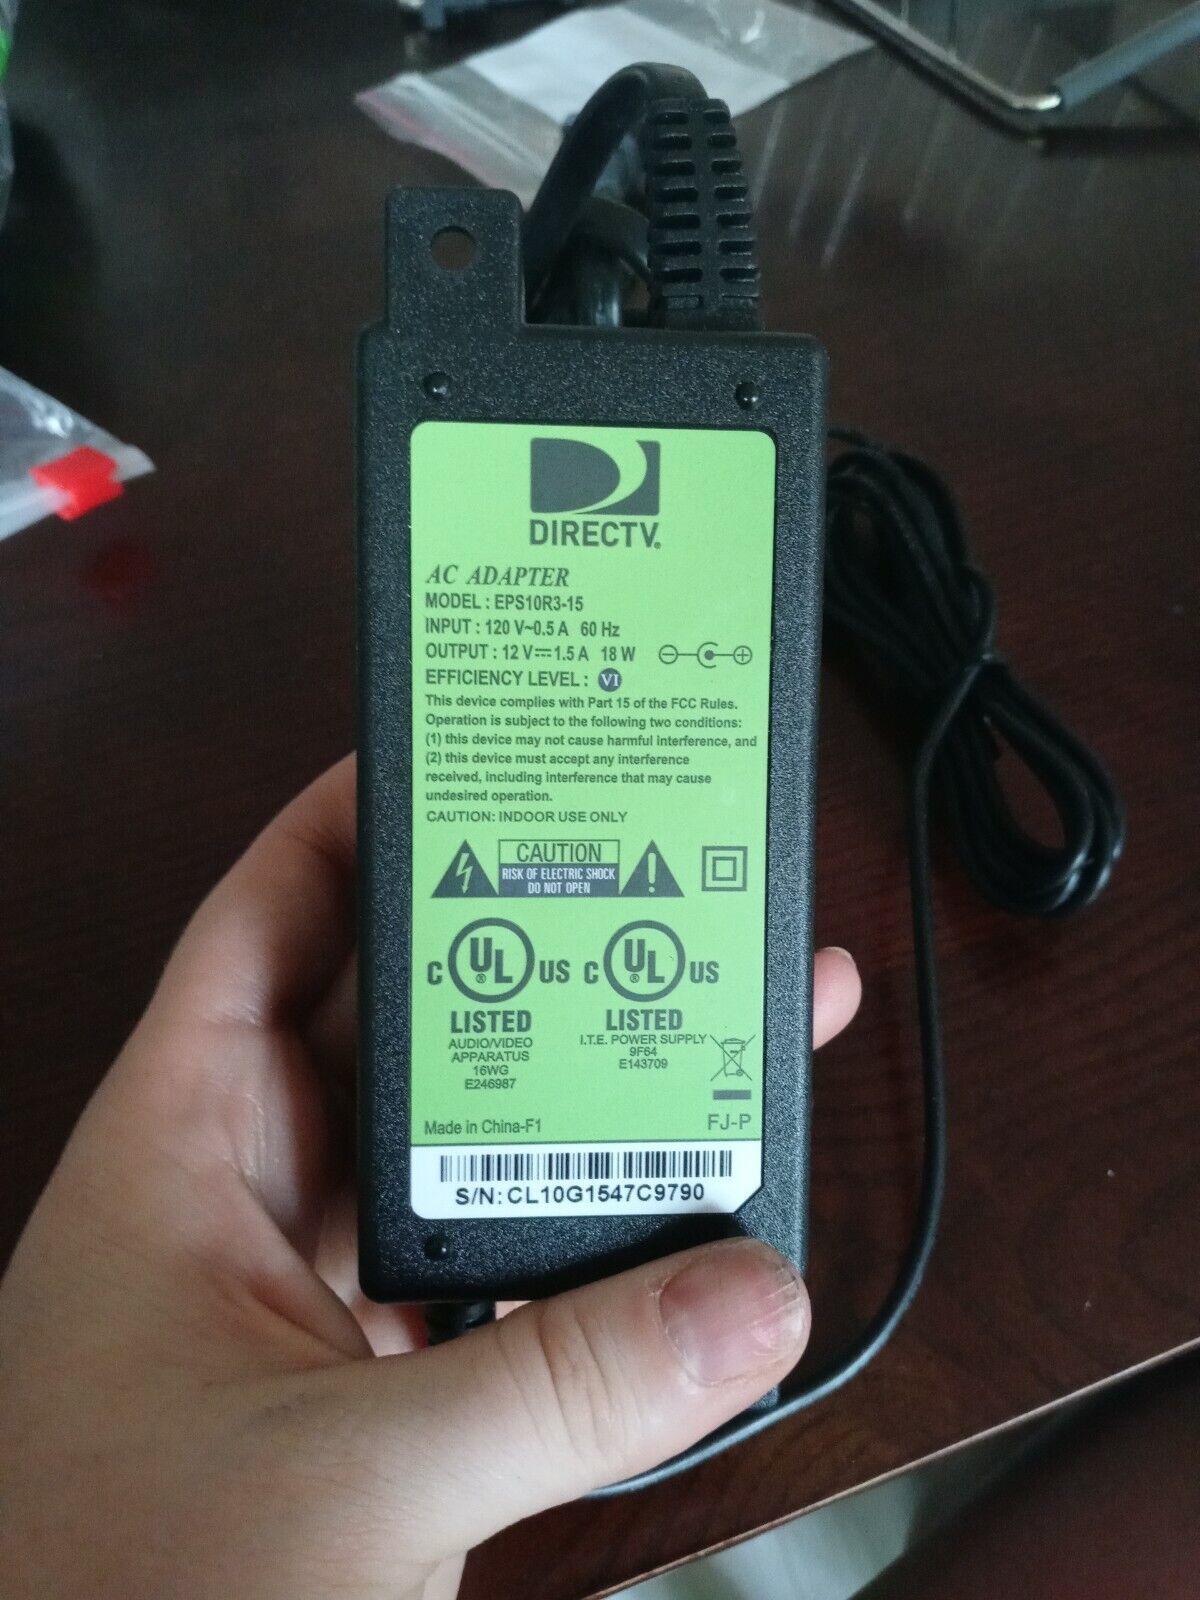 DIRECTV®
AC ADAPTER
MODEL : EPS10R3-15
INPUT : 120 V~0.5 A 60 Hz
OUTPUT : 12 V⎓1.5 A 18 W
EFFICIENCY LEVEL : VI
This device complies with Part 15 of the FCC Rules.
Operation is subject to the following two conditions:
(1) this device may not cause harmful interference, and
(2) this device must accept any interference
received, including interference that may cause
undesired operation.
CAUTION: INDOOR USE ONLY
CAUTION
RISK OF ELECTRIC SHOCK
DO NOT OPEN
C UL® US
LISTED
AUDIO/VIDEO
APPARATUS
16WG
E246987
C UL® US
LISTED
I.T.E. POWER SUPPLY
9F64
E143709
Made in China-F1
FJ-P
S/N: CL10G1547C9790